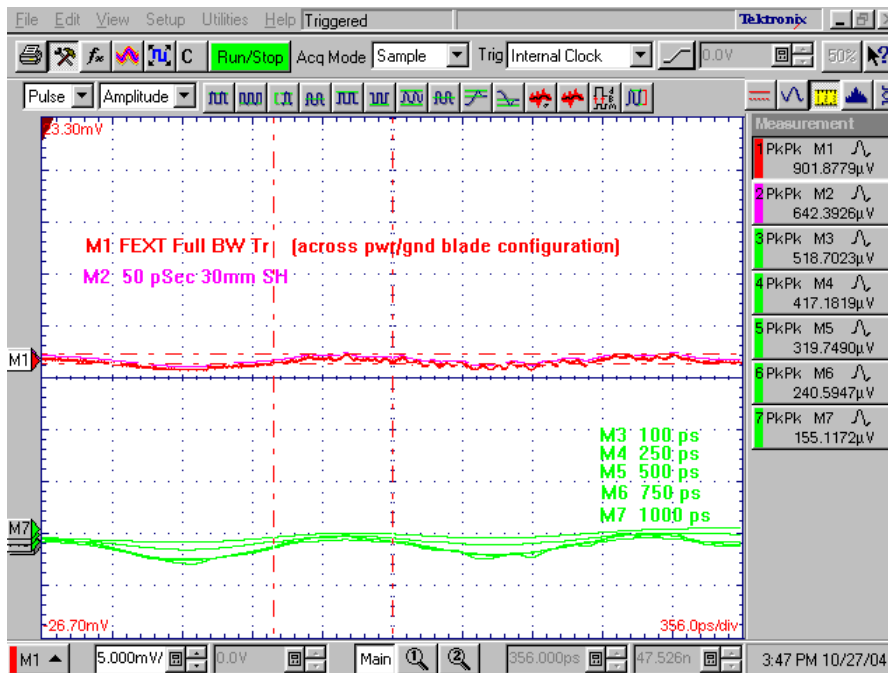 File Edit View Setup Utilities Help Triggered Tektronix
C Run/Stop Acq Mode Sample Trig Internal Clock 0.0V 50%
Pulse Amplitude
23.30mV
Measurement
1 PkPk M1
901.8779µV
2 PkPk M2
642.3926µV
3 PkPk M3
518.7023µV
4 PkPk M4
417.1819µV
5 PkPk M5
319.7490µV
6 PkPk M6
240.5947µV
7 PkPk M7
155.1172µV
M1 FEXT Full BW Tr (across pwr/gnd blade configuration)
M2 50 pSec 30mm SH
M1
M3 100 ps
M4 250 ps
M5 500 ps
M6 750 ps
M7 1000 ps
M7
-26.70mV 356.0ps/div
M1 5.000mV/ 0.0V Main 1 2 356.000ps 47.526n 3:47 PM 10/27/04